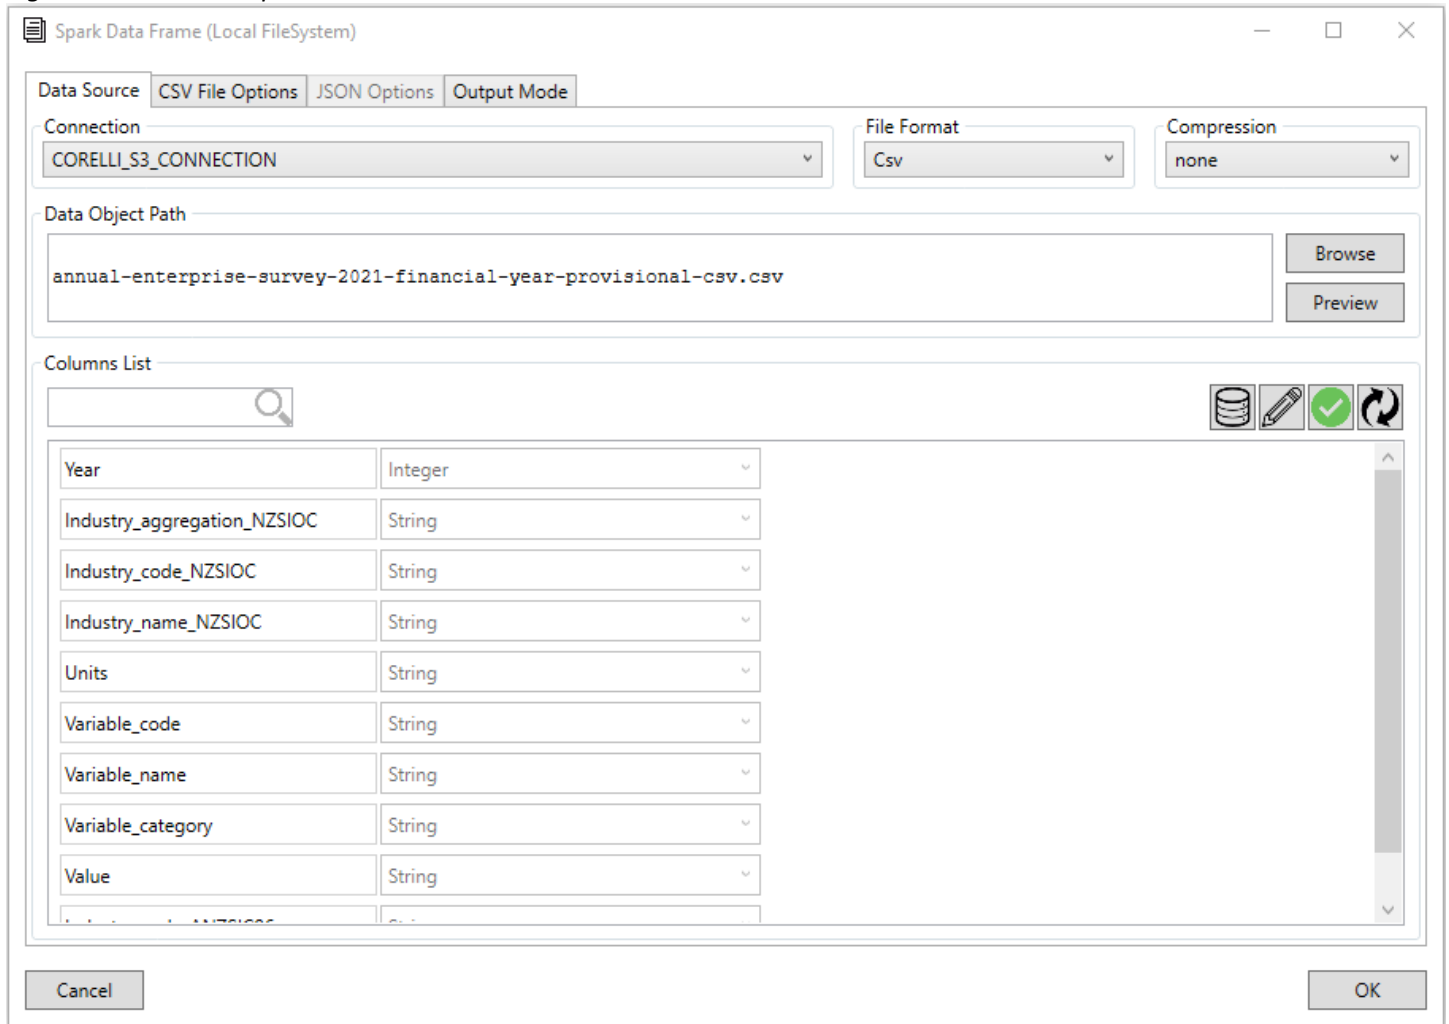 Spark Data Frame (Local FileSystem)
Data Source CSV File Options JSON Options Output Mode
Connection File Format Compression
CORELLI_S3_CONNECTION Csv none
Data Object Path
annual-enterprise-survey-2021-financial-year-provisional-csv.csv
Browse
Preview
Columns List
Year Integer
Industry_aggregation_NZSIOC String
Industry_code_NZSIOC String
Industry_name_NZSIOC String
Units String
Variable_code String
Variable_name String
Variable_category String
Value String
Cancel OK